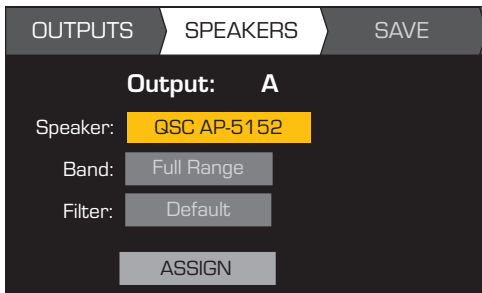 OUTPUTS SPEAKERS SAVE
Output: A
Speaker: QSC AP-5152
Band: Full Range
Filter: Default
ASSIGN